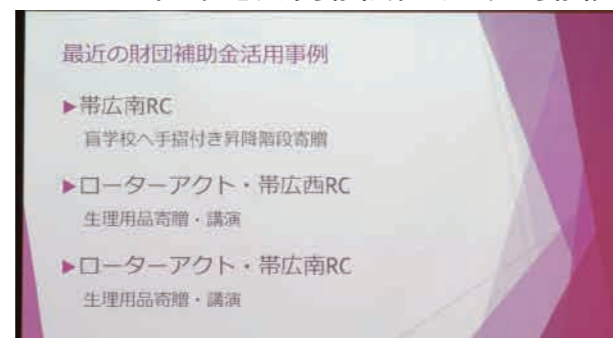 最近の財団補助金活用事例
▶帯広南RC
盲学校へ手摺付き昇降階段寄贈
▶ローターアクト・帯広西RC
生理用品寄贈・講演
▶ローターアクト・帯広南RC
生理用品寄贈・講演